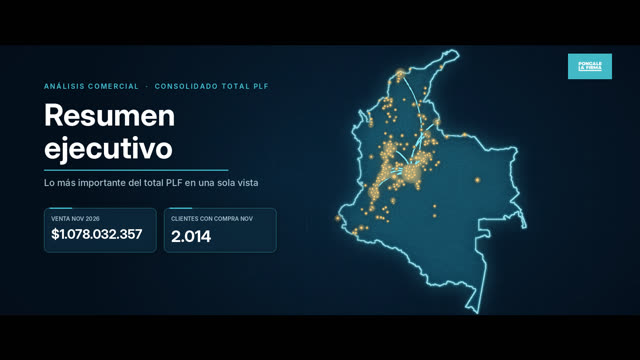 ANÁLISIS COMERCIAL · CONSOLIDADO TOTAL PLF
Resumen
ejecutivo
Lo más importante del total PLF en una sola vista
VENTA NOV 2026
$1.078.032.357
CLIENTES CON COMPRA NOV
2.014
PÓNGALE
LA FIRMA